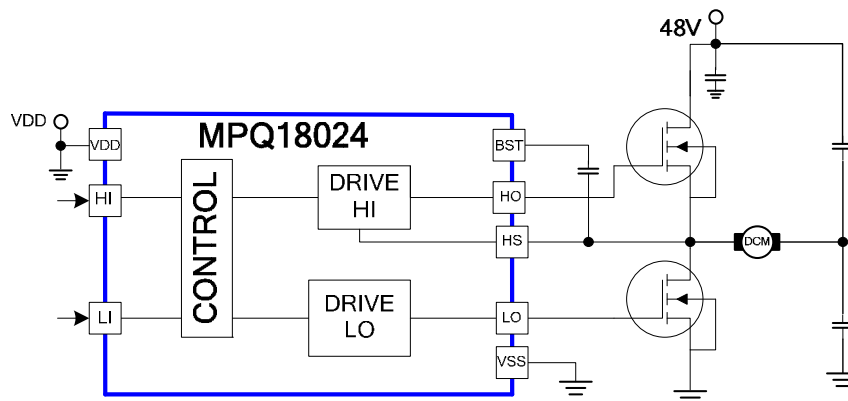 48V
VDD
MPQ18024
VDD
BST
HI
CONTROL
DRIVE
HI
HO
HS
DCM
LI
DRIVE
LO
LO
VSS